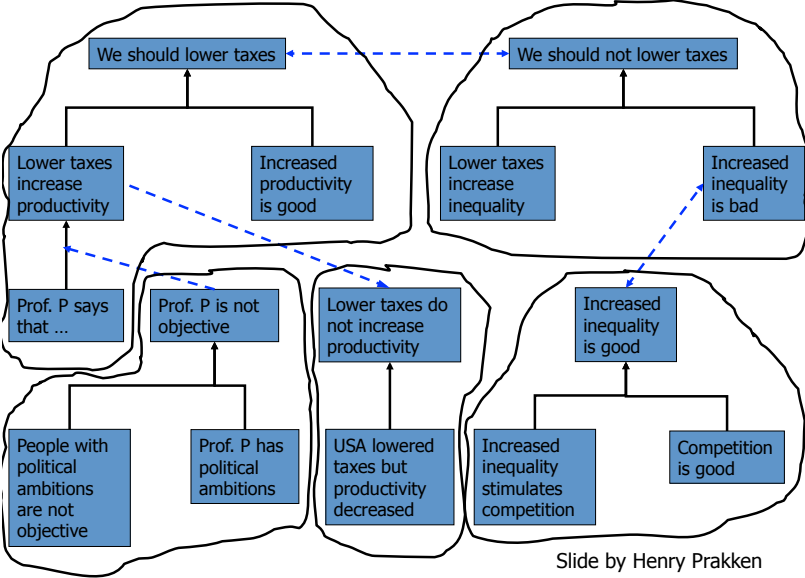 We should lower taxes
We should not lower taxes
Lower taxes
increase
productivity
Increased
productivity
is good
Lower taxes
increase
inequality
Increased
inequality
is bad
Prof. P says
that …
Prof. P is not
objective
Lower taxes do
not increase
productivity
Increased
inequality
is good
People with
political
ambitions
are not
objective
Prof. P has
political
ambitions
USA lowered
taxes but
productivity
decreased
Increased
inequality
stimulates
competition
Competition
is good
Slide by Henry Prakken